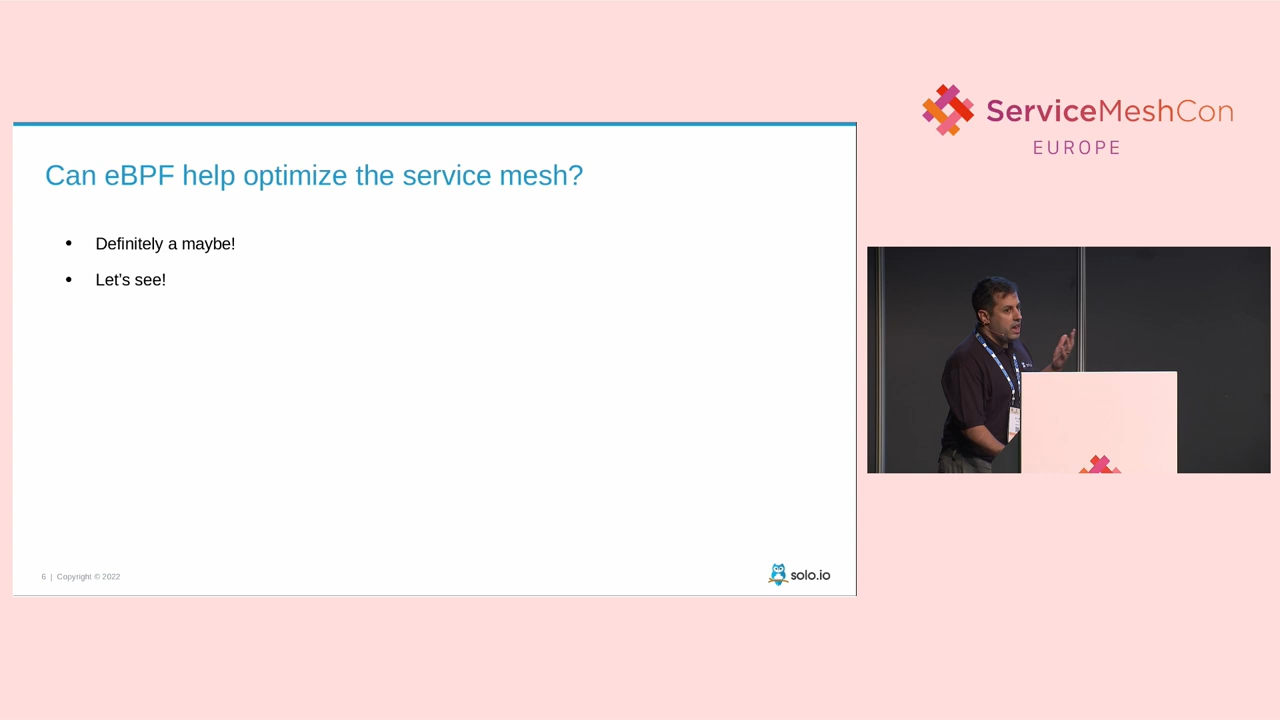 ServiceMeshCon
EUROPE
Can eBPF help optimize the service mesh?
• Definitely a maybe!
• Let’s see!
6 | Copyright © 2022
solo.io